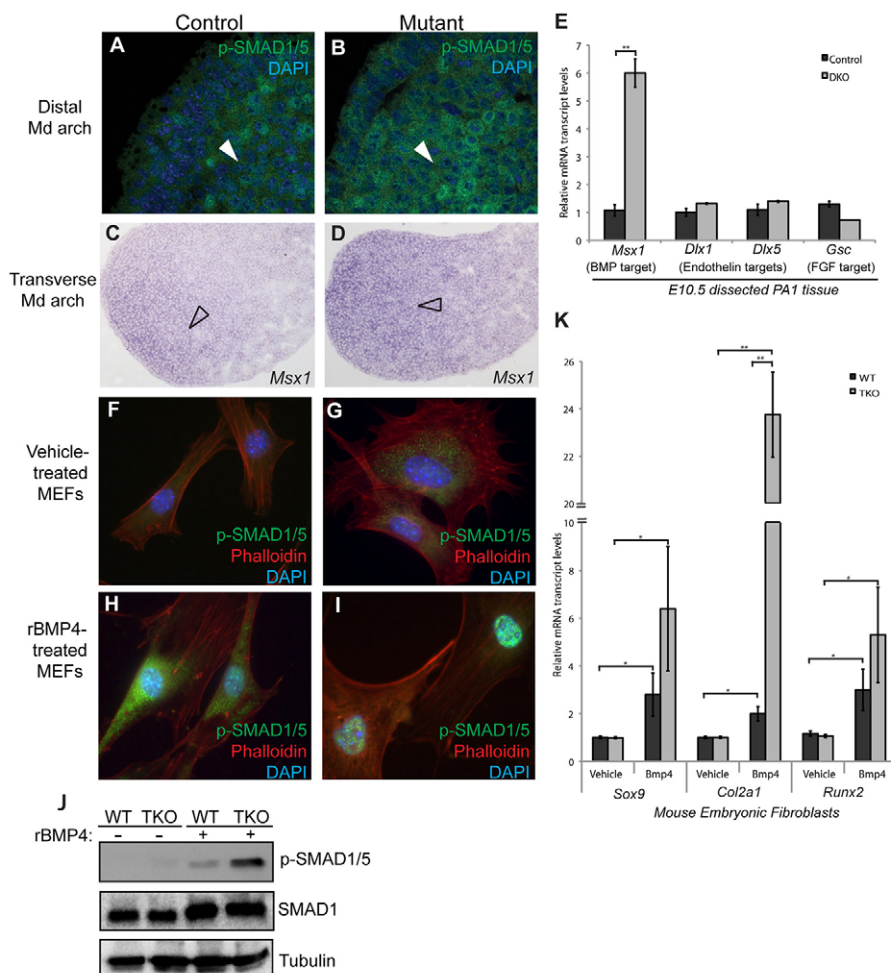 Control
Mutant
A
p-SMAD1/5
DAPI
B
p-SMAD1/5
DAPI
Distal
Md arch
C
Msx1
D
Msx1
Transverse
Md arch
E
Relative mRNA transcript levels
7
6
5
4
3
2
1
0
**
Control
DKO
Msx1
Dlx1
Dlx5
Gsc
(BMP target)
(Endothelin targets)
(FGF target)
E10.5 dissected PA1 tissue
F
p-SMAD1/5
Phalloidin
DAPI
G
p-SMAD1/5
Phalloidin
DAPI
Vehicle-
treated
MEFs
H
p-SMAD1/5
Phalloidin
DAPI
I
p-SMAD1/5
Phalloidin
DAPI
rBMP4-
treated
MEFs
J
WT TKO WT TKO
rBMP4: – – + +
p-SMAD1/5
SMAD1
Tubulin
K
Relative mRNA transcript levels
26
24
22
20
10
8
6
4
2
0
**
**
*
*
*
*
*
WT
TKO
Vehicle Bmp4 Vehicle Bmp4 Vehicle Bmp4
Sox9 Col2a1 Runx2
Mouse Embryonic Fibroblasts